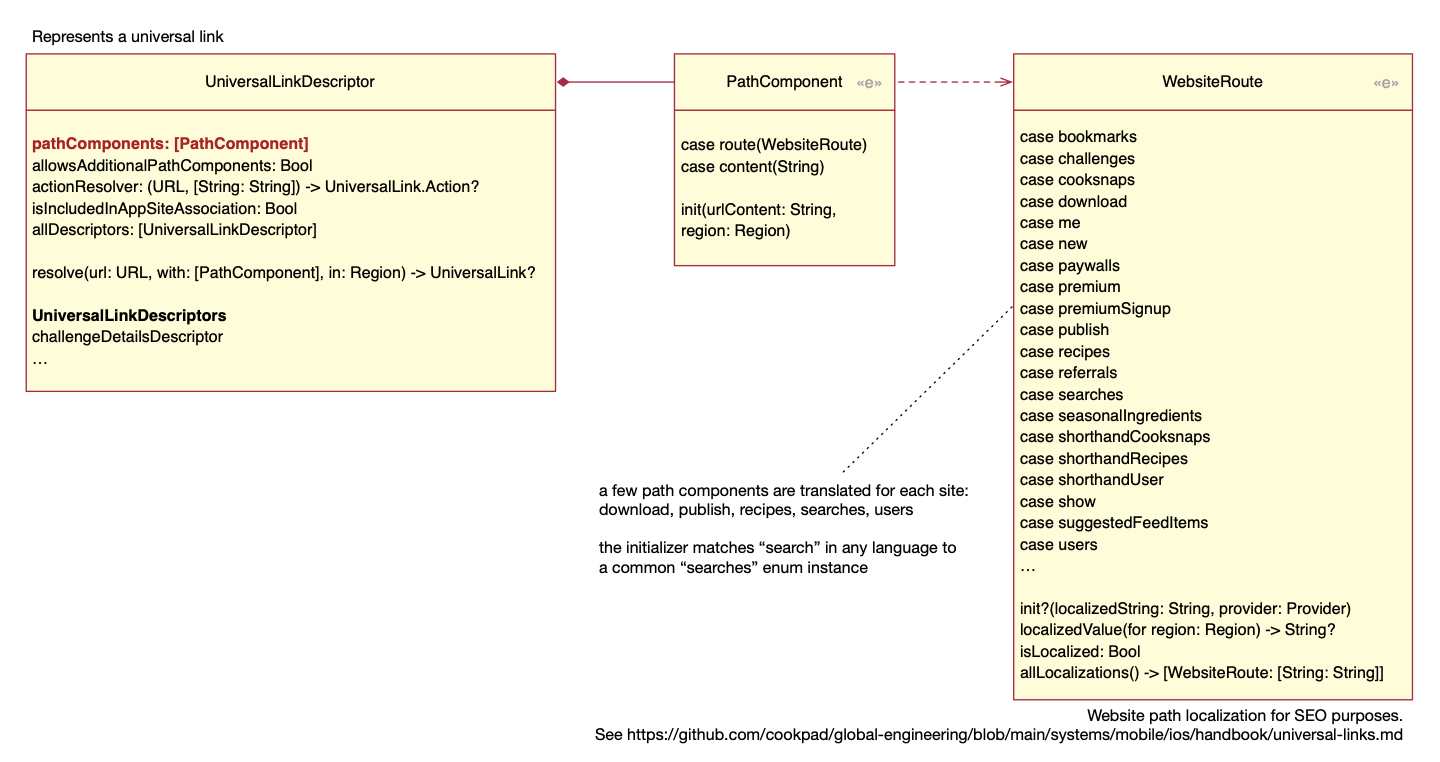 Represents a universal link
UniversalLinkDescriptor
pathComponents: [PathComponent]
allowsAdditionalPathComponents: Bool
actionResolver: (URL, [String: String]) -> UniversalLink.Action?
isIncludedInAppSiteAssociation: Bool
allDescriptors: [UniversalLinkDescriptor]
resolve(url: URL, with: [PathComponent], in: Region) -> UniversalLink?
UniversalLinkDescriptors
challengeDetailsDescriptor
…
PathComponent «e»
case route(WebsiteRoute)
case content(String)
init(urlContent: String,
region: Region)
WebsiteRoute «e»
case bookmarks
case challenges
case cooksnaps
case download
case me
case new
case paywalls
case premium
case premiumSignup
case publish
case recipes
case referrals
case searches
case seasonalIngredients
case shorthandCooksnaps
case shorthandRecipes
case shorthandUser
case show
case suggestedFeedItems
case users
…
init?(localizedString: String, provider: Provider)
localizedValue(for region: Region) -> String?
isLocalized: Bool
allLocalizations() -> [WebsiteRoute: [String: String]]
a few path components are translated for each site:
download, publish, recipes, searches, users
the initializer matches “search” in any language to
a common “searches” enum instance
Website path localization for SEO purposes.
See https://github.com/cookpad/global-engineering/blob/main/systems/mobile/ios/handbook/universal-links.md